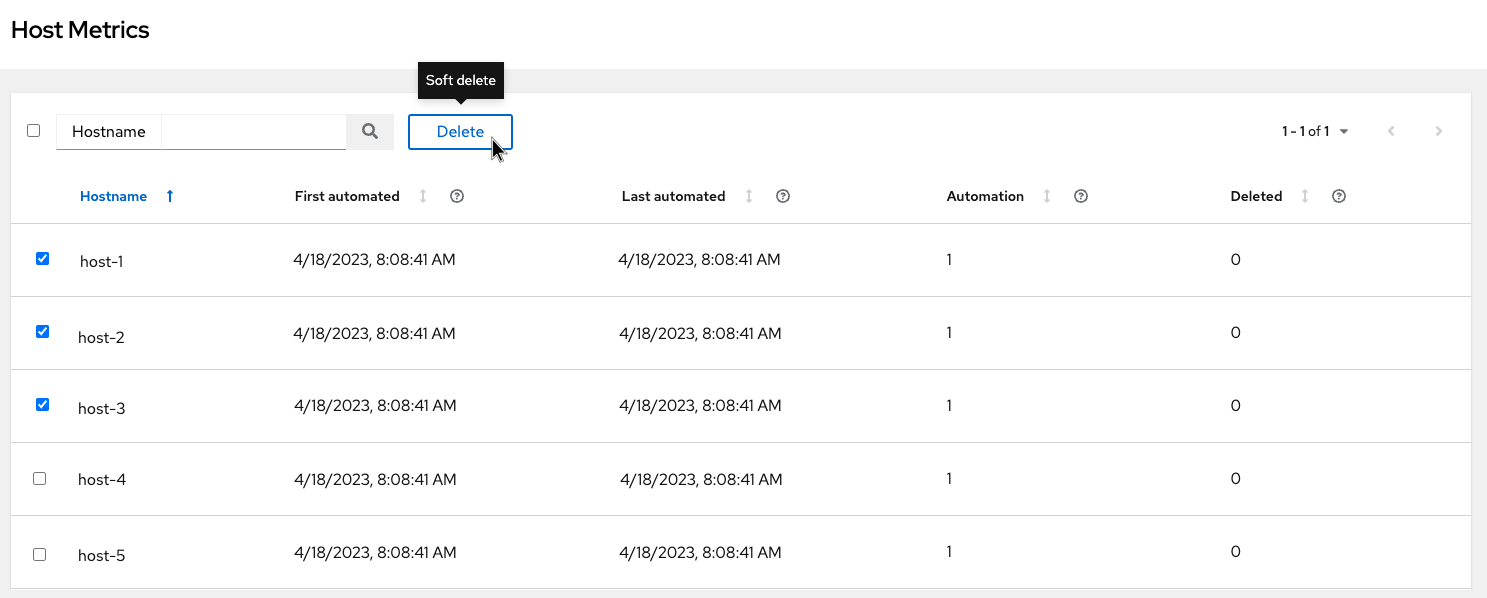 Host Metrics
Soft delete
Hostname Delete 1 - 1 of 1
Hostname First automated Last automated Automation Deleted
host-1 4/18/2023, 8:08:41 AM 4/18/2023, 8:08:41 AM 1 0
host-2 4/18/2023, 8:08:41 AM 4/18/2023, 8:08:41 AM 1 0
host-3 4/18/2023, 8:08:41 AM 4/18/2023, 8:08:41 AM 1 0
host-4 4/18/2023, 8:08:41 AM 4/18/2023, 8:08:41 AM 1 0
host-5 4/18/2023, 8:08:41 AM 4/18/2023, 8:08:41 AM 1 0